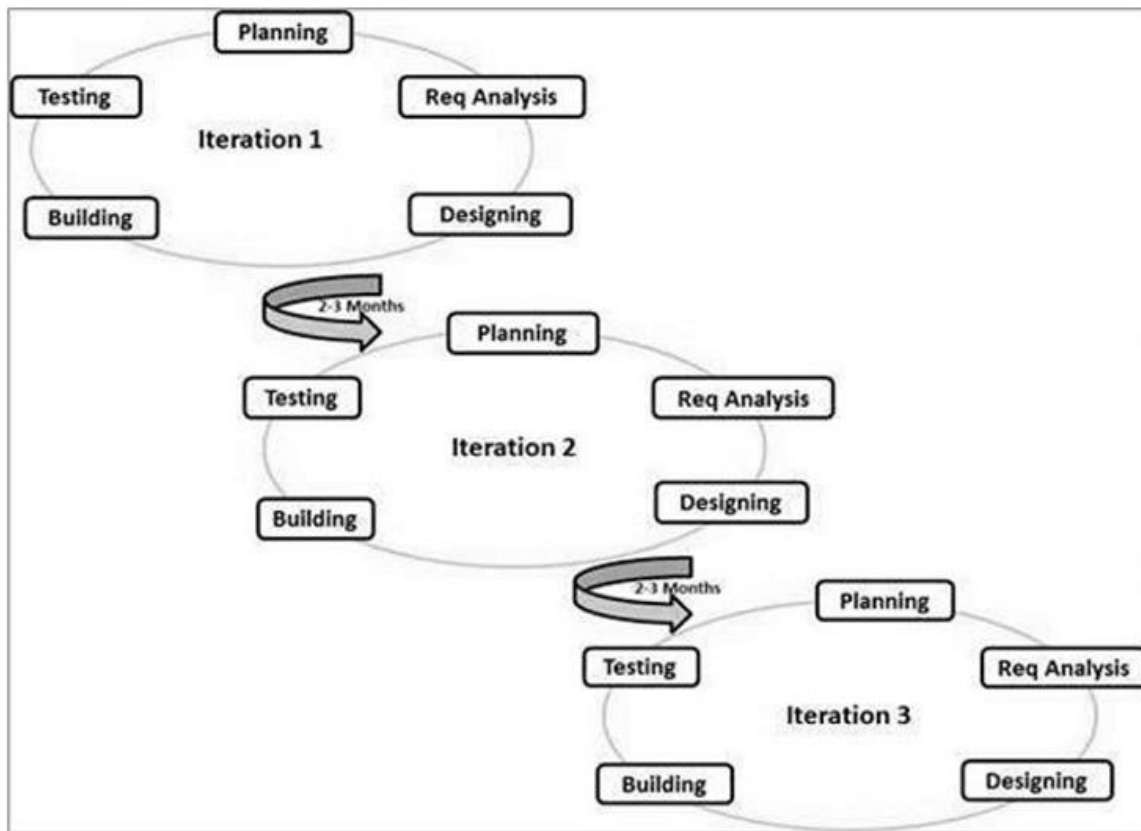 Planning
Testing
Req Analysis
Iteration 1
Building
Designing
2-3 Months
Planning
Testing
Req Analysis
Iteration 2
Building
Designing
2-3 Months
Planning
Testing
Req Analysis
Iteration 3
Building
Designing